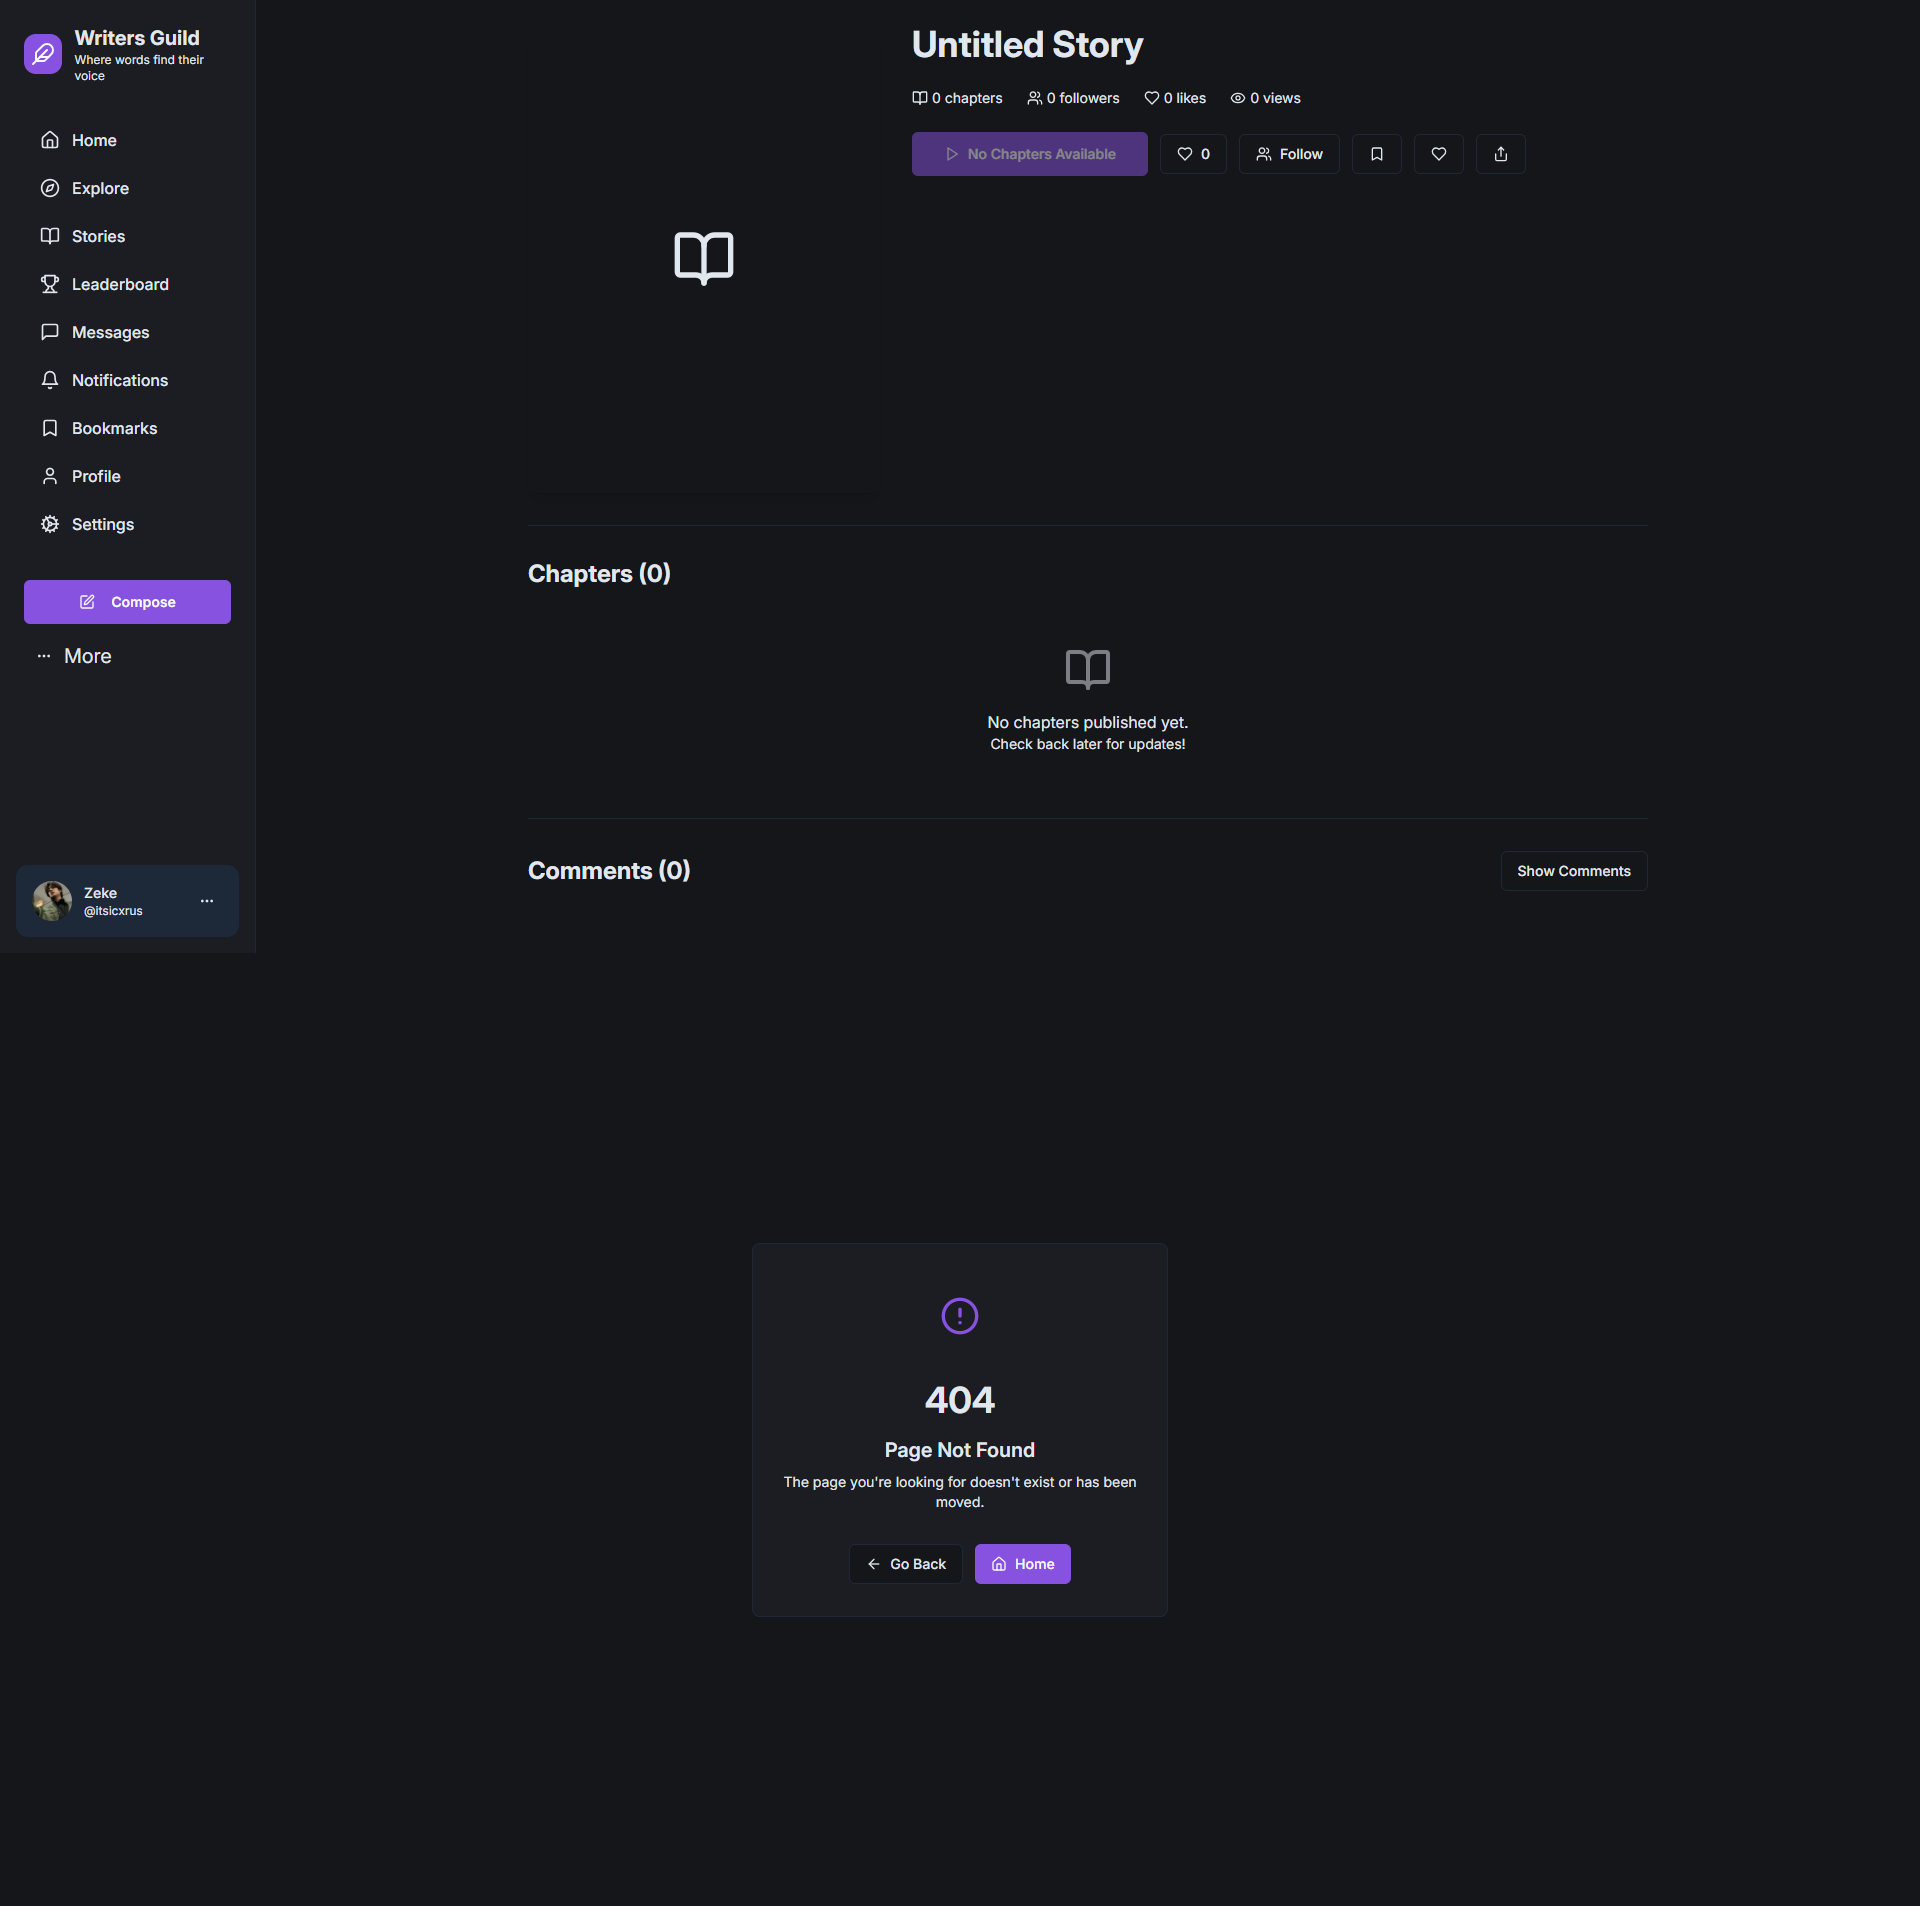 Writers Guild
Where words find their
voice
Home
Explore
Stories
Leaderboard
Messages
Notifications
Bookmarks
Profile
Settings
Compose
More
Zeke
@itsicxrus
Untitled Story
0 chapters 0 followers 0 likes 0 views
No Chapters Available 0 Follow
Chapters (0)
No chapters published yet.
Check back later for updates!
Comments (0) Show Comments
404
Page Not Found
The page you're looking for doesn't exist or has been
moved.
Go Back Home